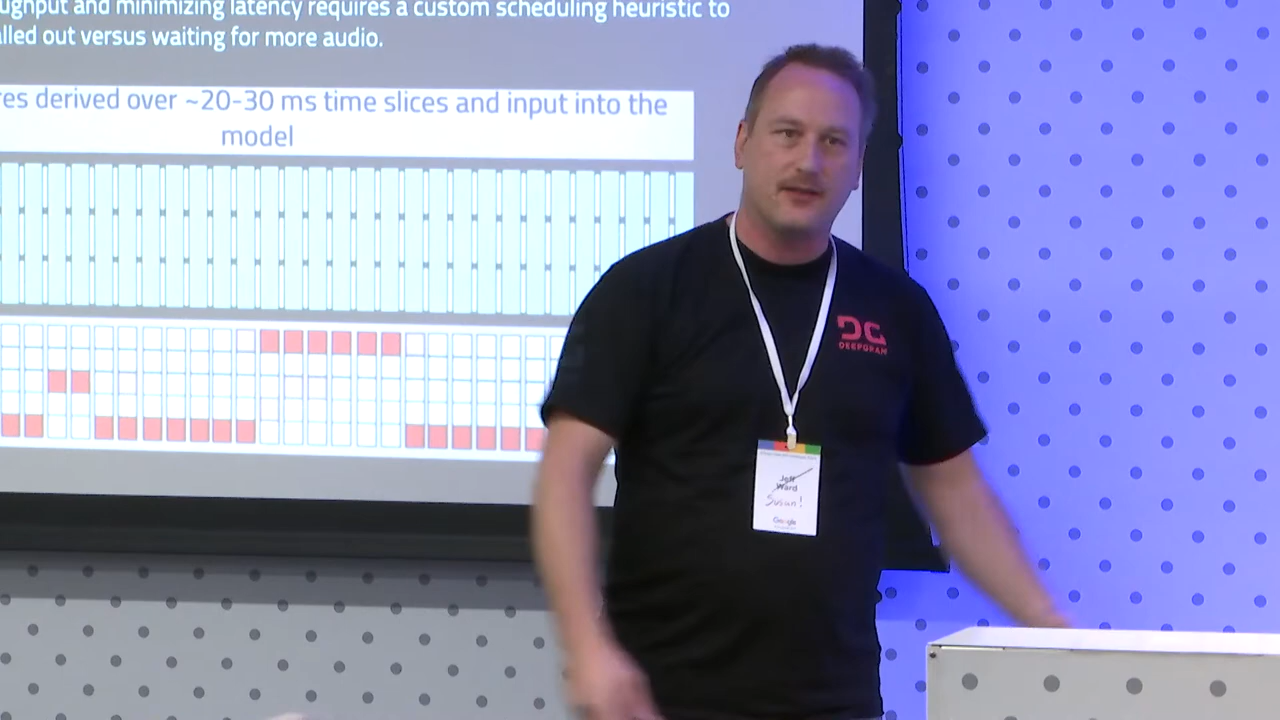 ughput and minimizing latency requires a custom scheduling heuristic to
alled out versus waiting for more audio.
res derived over ~20-30 ms time slices and input into the
model
DG
DEEPGRAM
Jeff
Ward
Susan!
Google